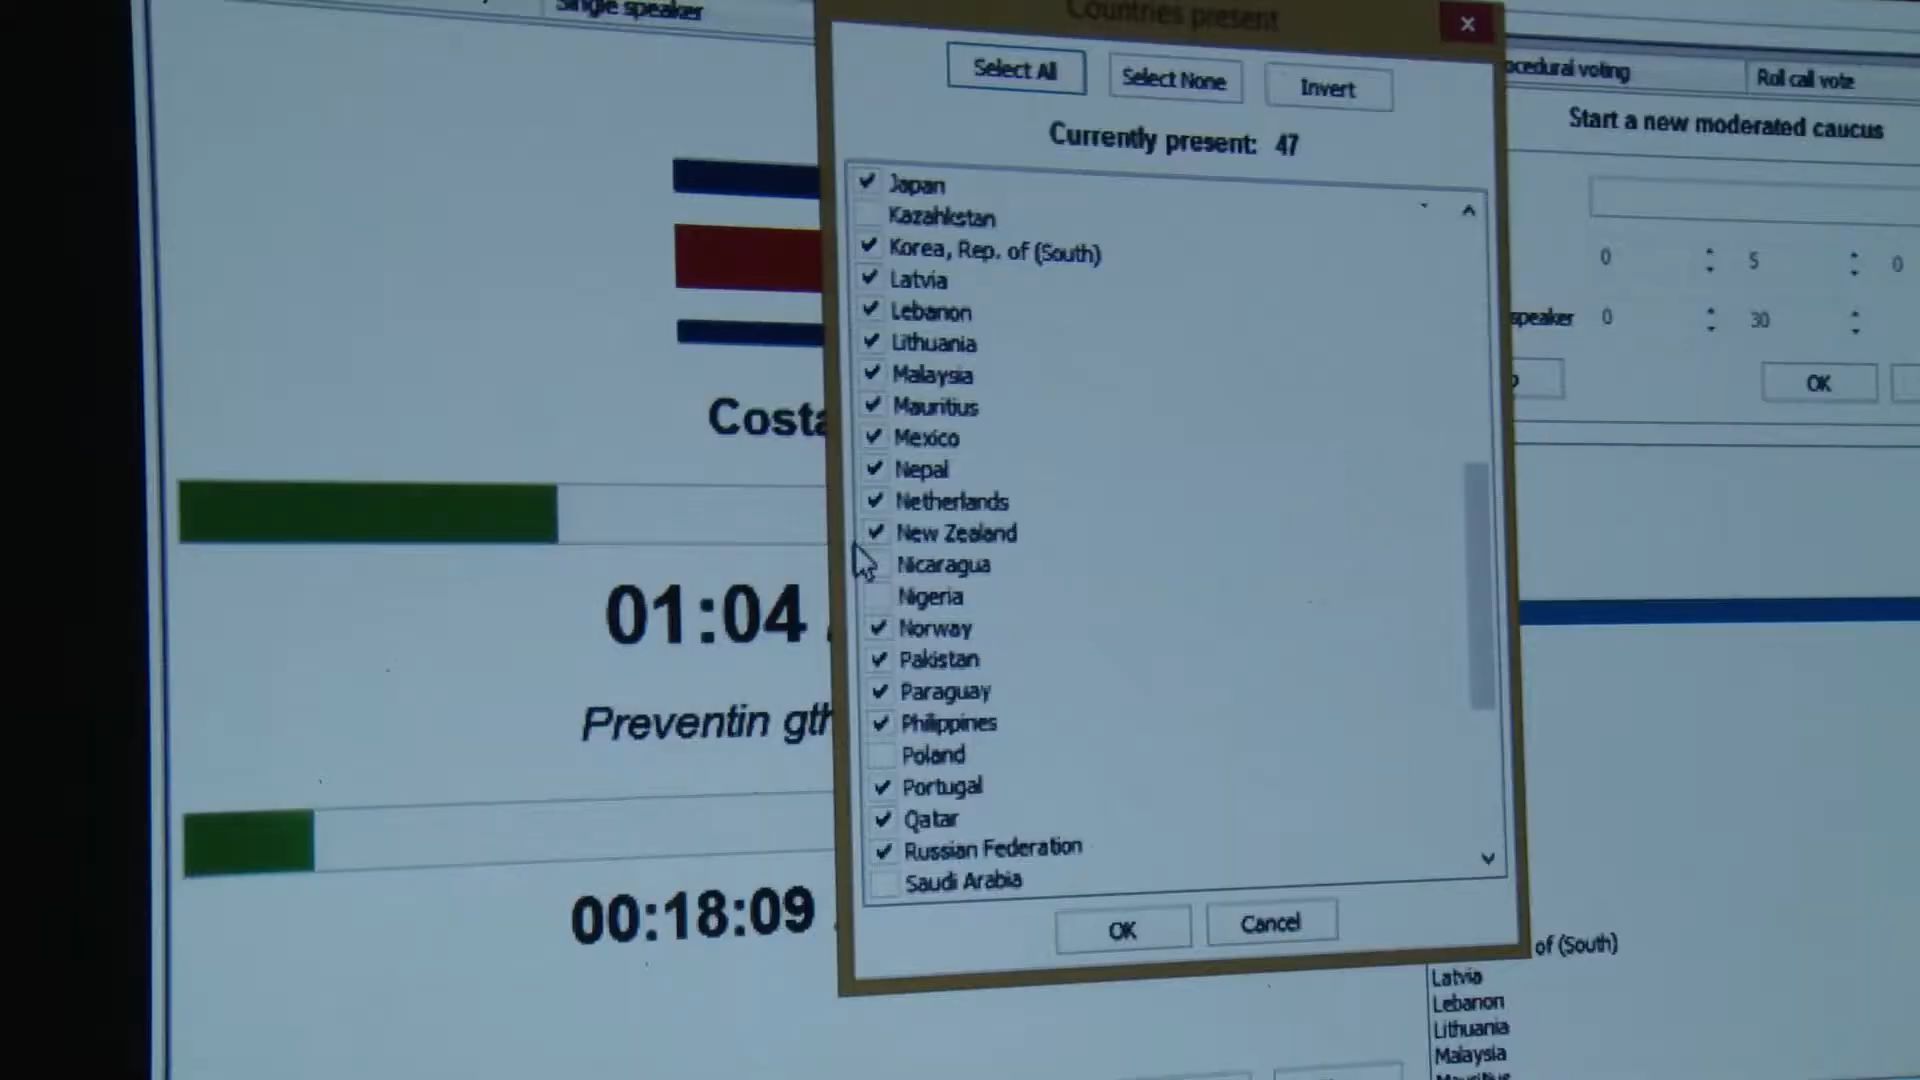 Single speaker
Countries present
Select All
Select None
Invert
Currently present: 47
Japan
Kazahkstan
Korea, Rep. of (South)
Latvia
Lebanon
Lithuania
Malaysia
Mauritius
Mexico
Nepal
Netherlands
New Zealand
Nicaragua
Nigeria
Norway
Pakistan
Paraguay
Philippines
Poland
Portugal
Qatar
Russian Federation
Saudi Arabia
OK
Cancel
Costa
01:04
Preventin gth
00:18:09
ocedural voting
Roll call vote
Start a new moderated caucus
0 5 0
speaker 0 30
OK
of (South)
Latvia
Lebanon
Lithuania
Malaysia